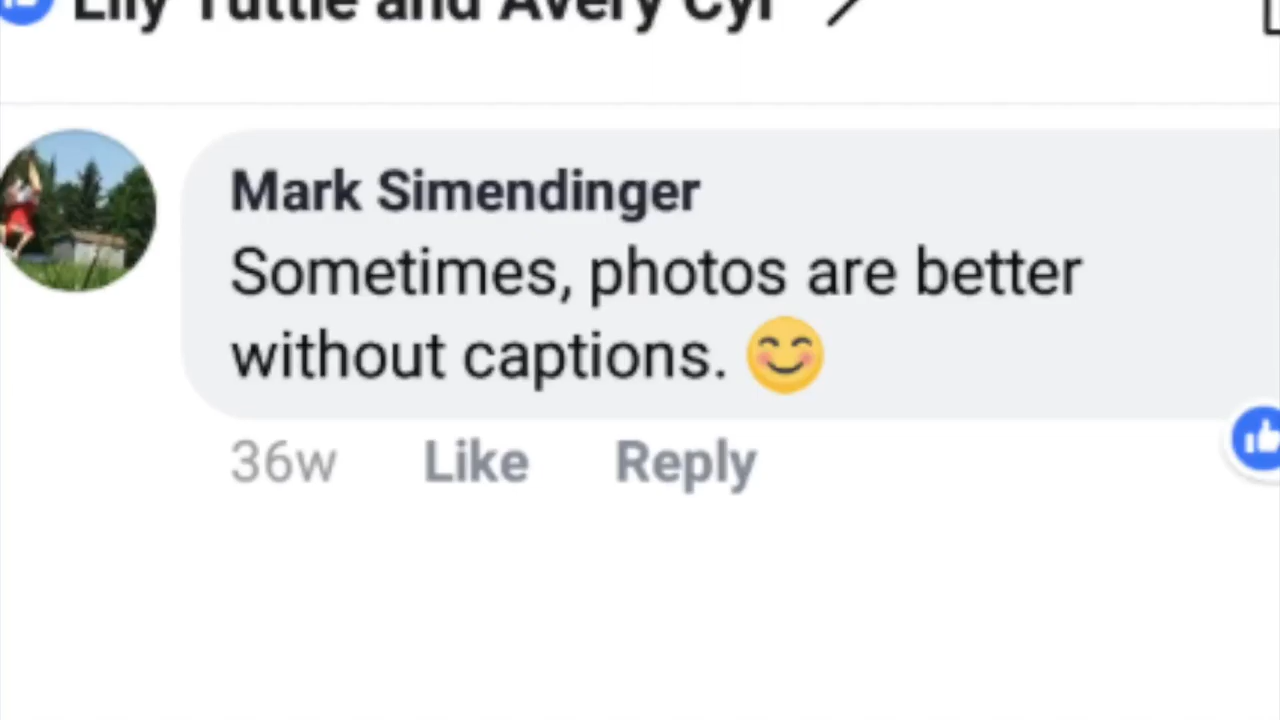 Lily Tuttle and Avery Cyr
Mark Simendinger
Sometimes, photos are better
without captions. 😊
36w Like Reply